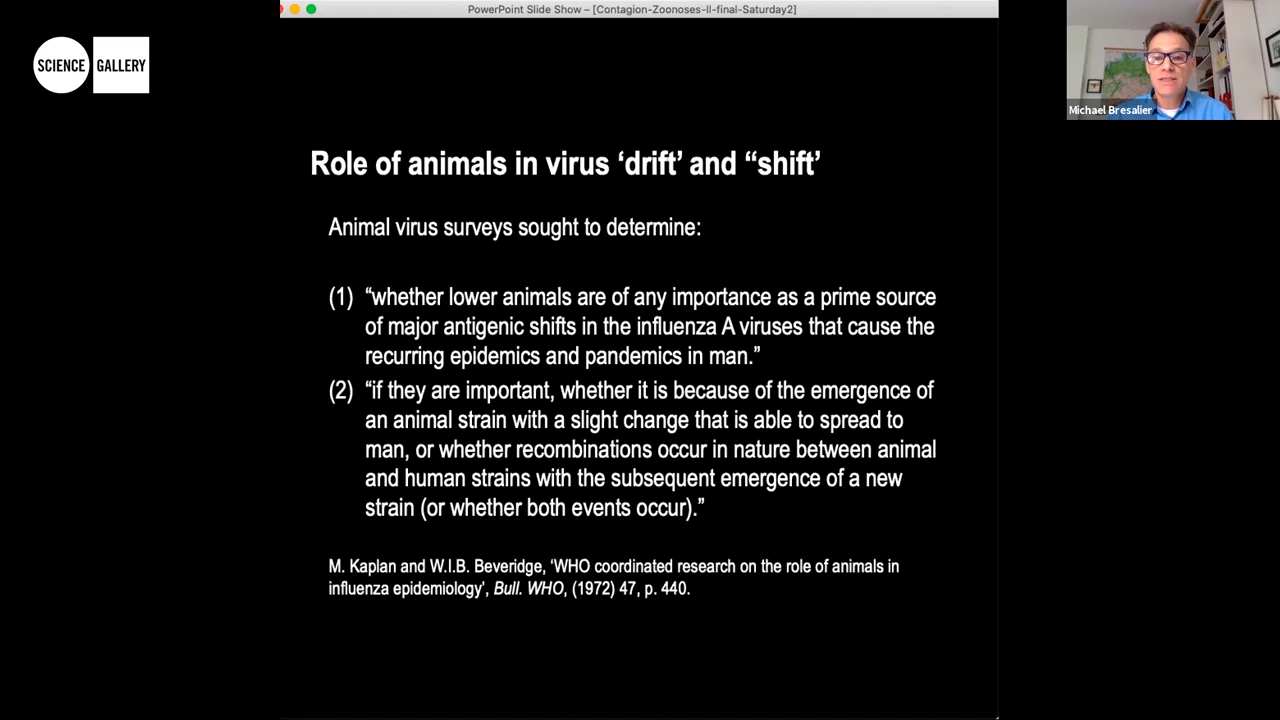 PowerPoint Slide Show – [Contagion-Zoonoses-II-final-Saturday2]
SCIENCE GALLERY
Michael Bresalier
Role of animals in virus ‘drift’ and “shift’
Animal virus surveys sought to determine:
(1) “whether lower animals are of any importance as a prime source
of major antigenic shifts in the influenza A viruses that cause the
recurring epidemics and pandemics in man.”
(2) “if they are important, whether it is because of the emergence of
an animal strain with a slight change that is able to spread to
man, or whether recombinations occur in nature between animal
and human strains with the subsequent emergence of a new
strain (or whether both events occur).”
M. Kaplan and W.I.B. Beveridge, ‘WHO coordinated research on the role of animals in
influenza epidemiology’, Bull. WHO, (1972) 47, p. 440.